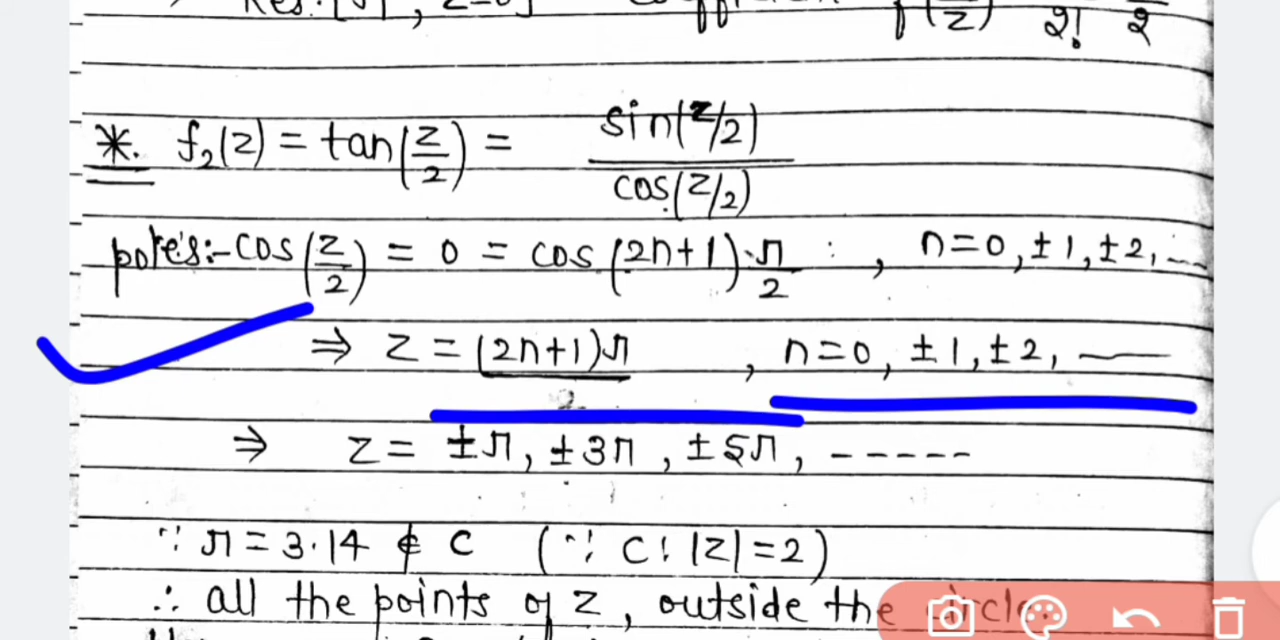 *. f₂(z) = tan(z/2) = sin(z/2)/cos(z/2)
poles:- cos(z/2) = 0 = cos(2n+1)·π/2 , n=0, ±1, ±2, ---
⇒ z = (2n+1)π , n=0, ±1, ±2, ——
⇒ z = ±π, ±3π, ±5π, -----
∵ π = 3.14 ∉ C (∵ C: |z|=2)
∴ all the points of z, outside the circle